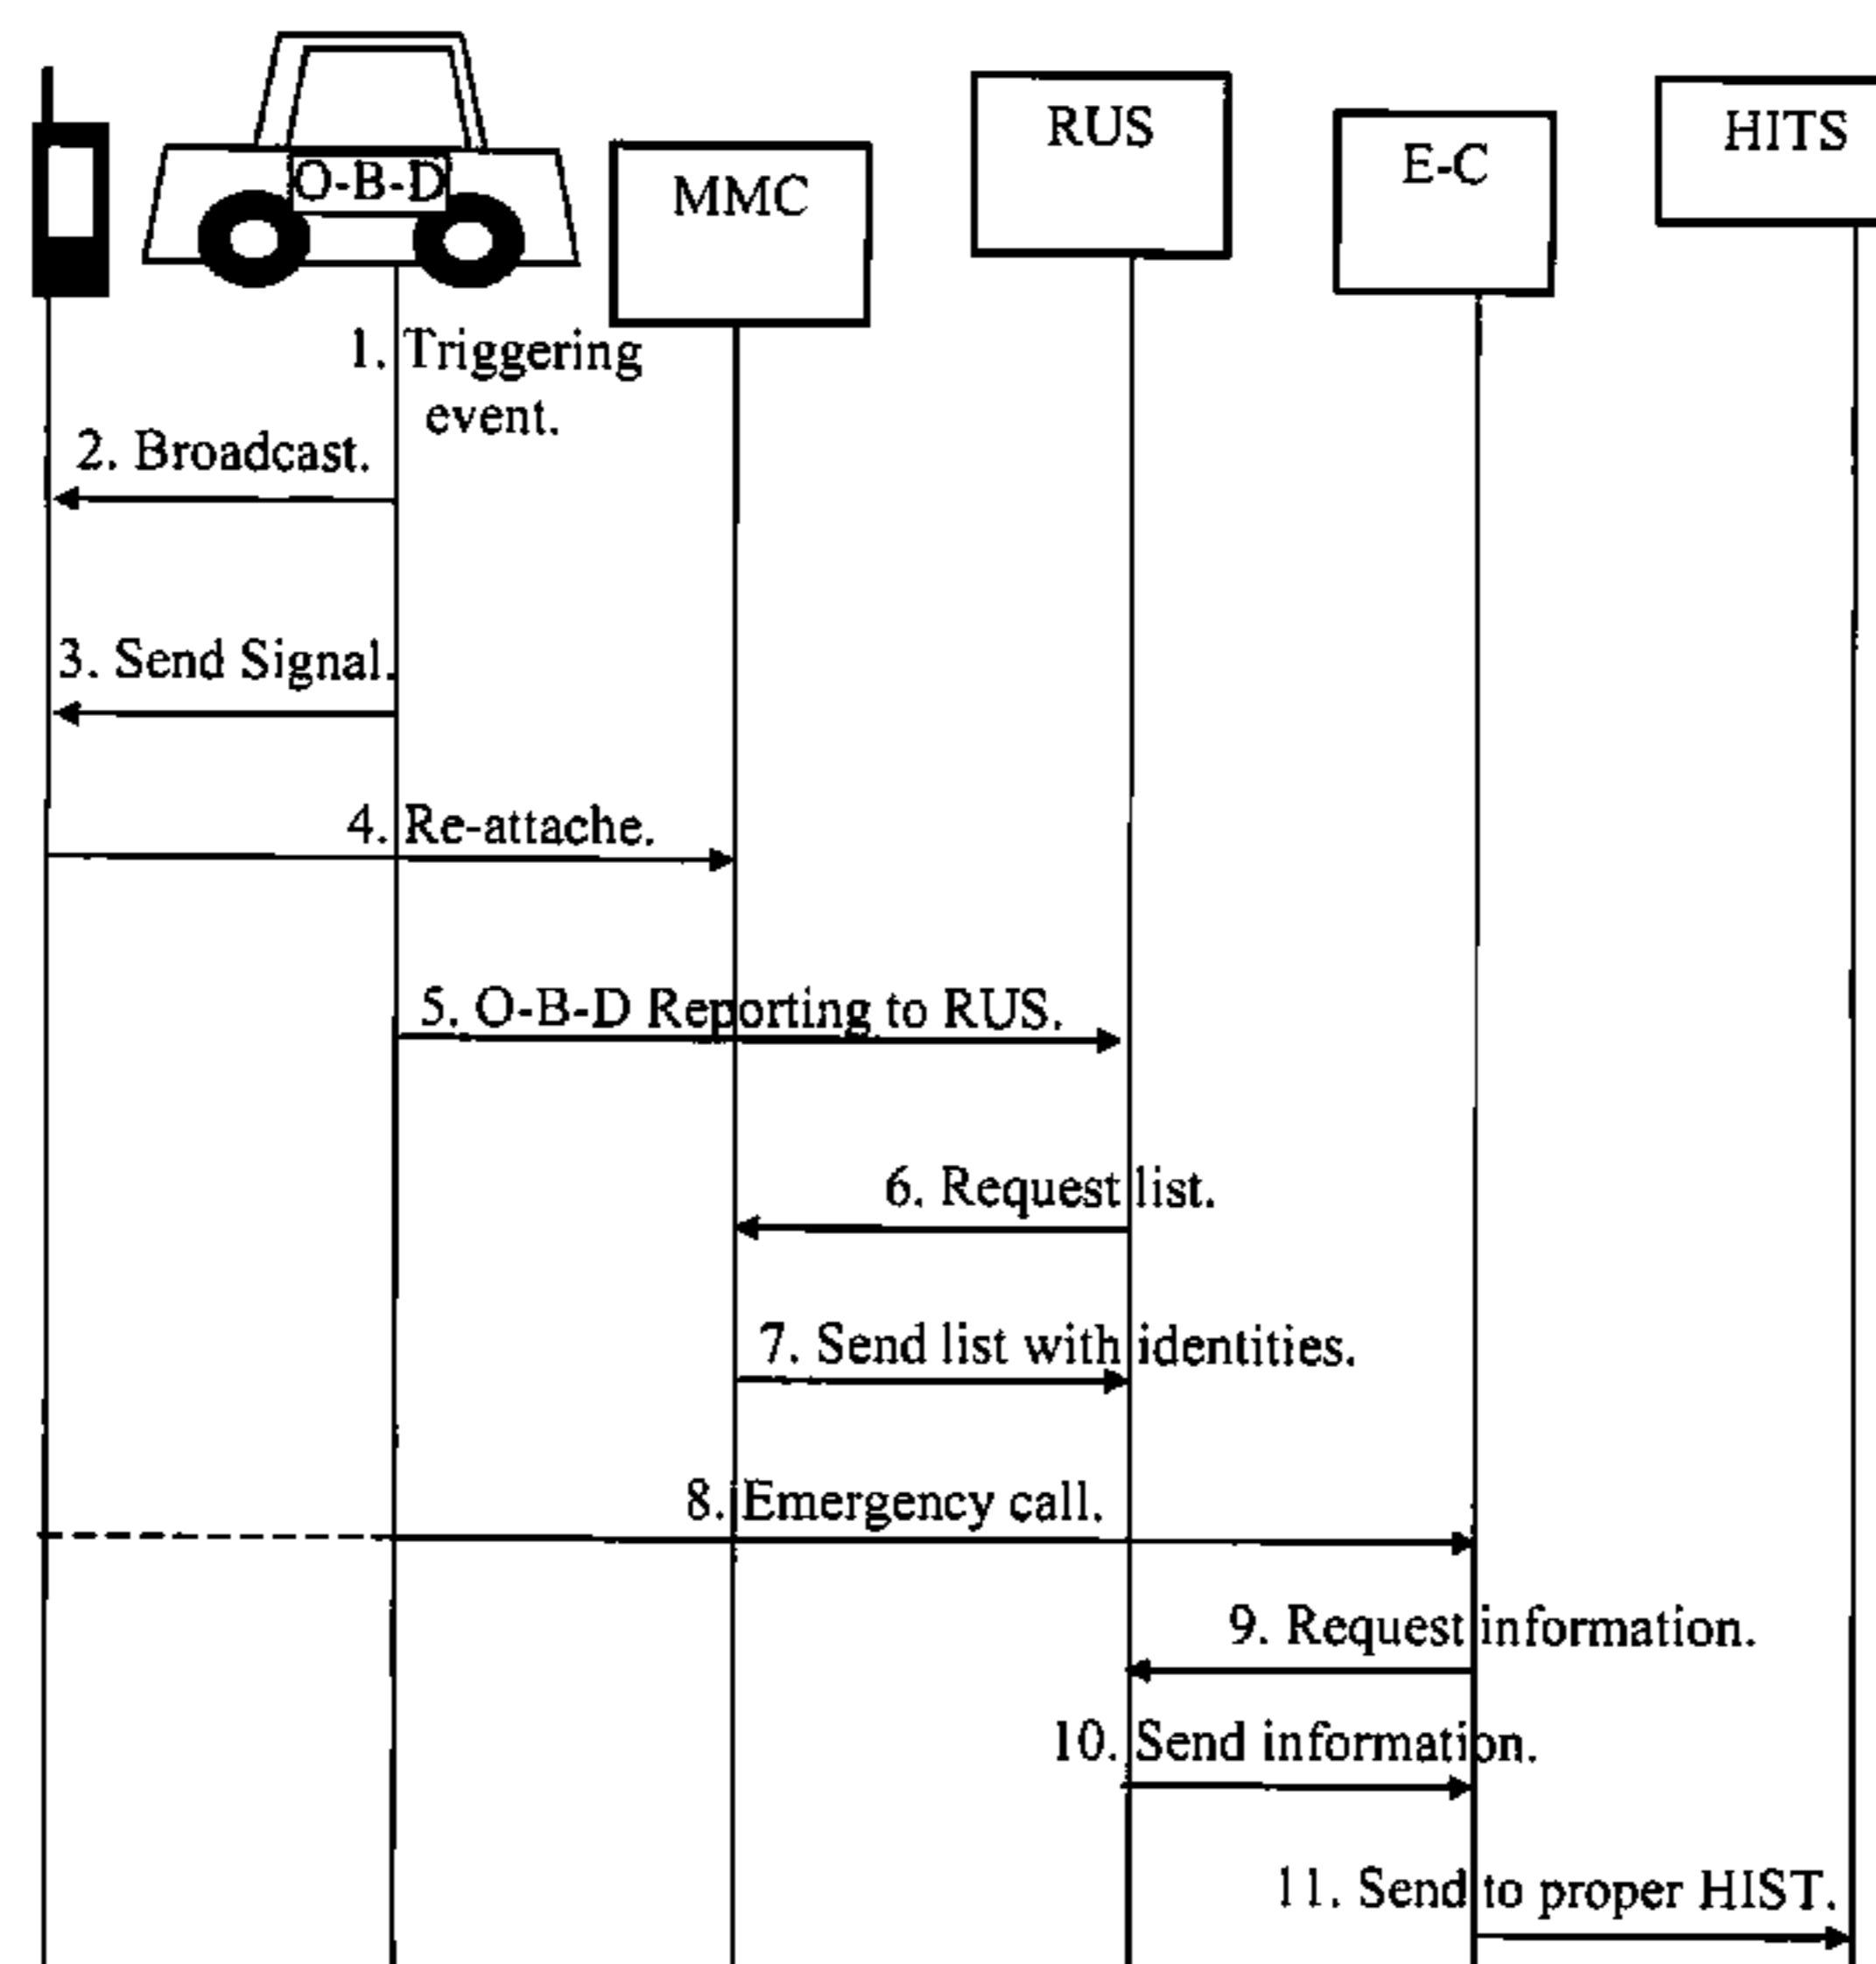 RUS
HITS
E-C
O-B-D
MMC
1. Triggering
event.
2. Broadcast.
3. Send Signal.
4. Re-attache.
5. O-B-D Reporting to RUS.
6. Request list.
7. Send list with identities.
8. Emergency call.
9. Request information.
10. Send information.
11. Send to proper HIST.